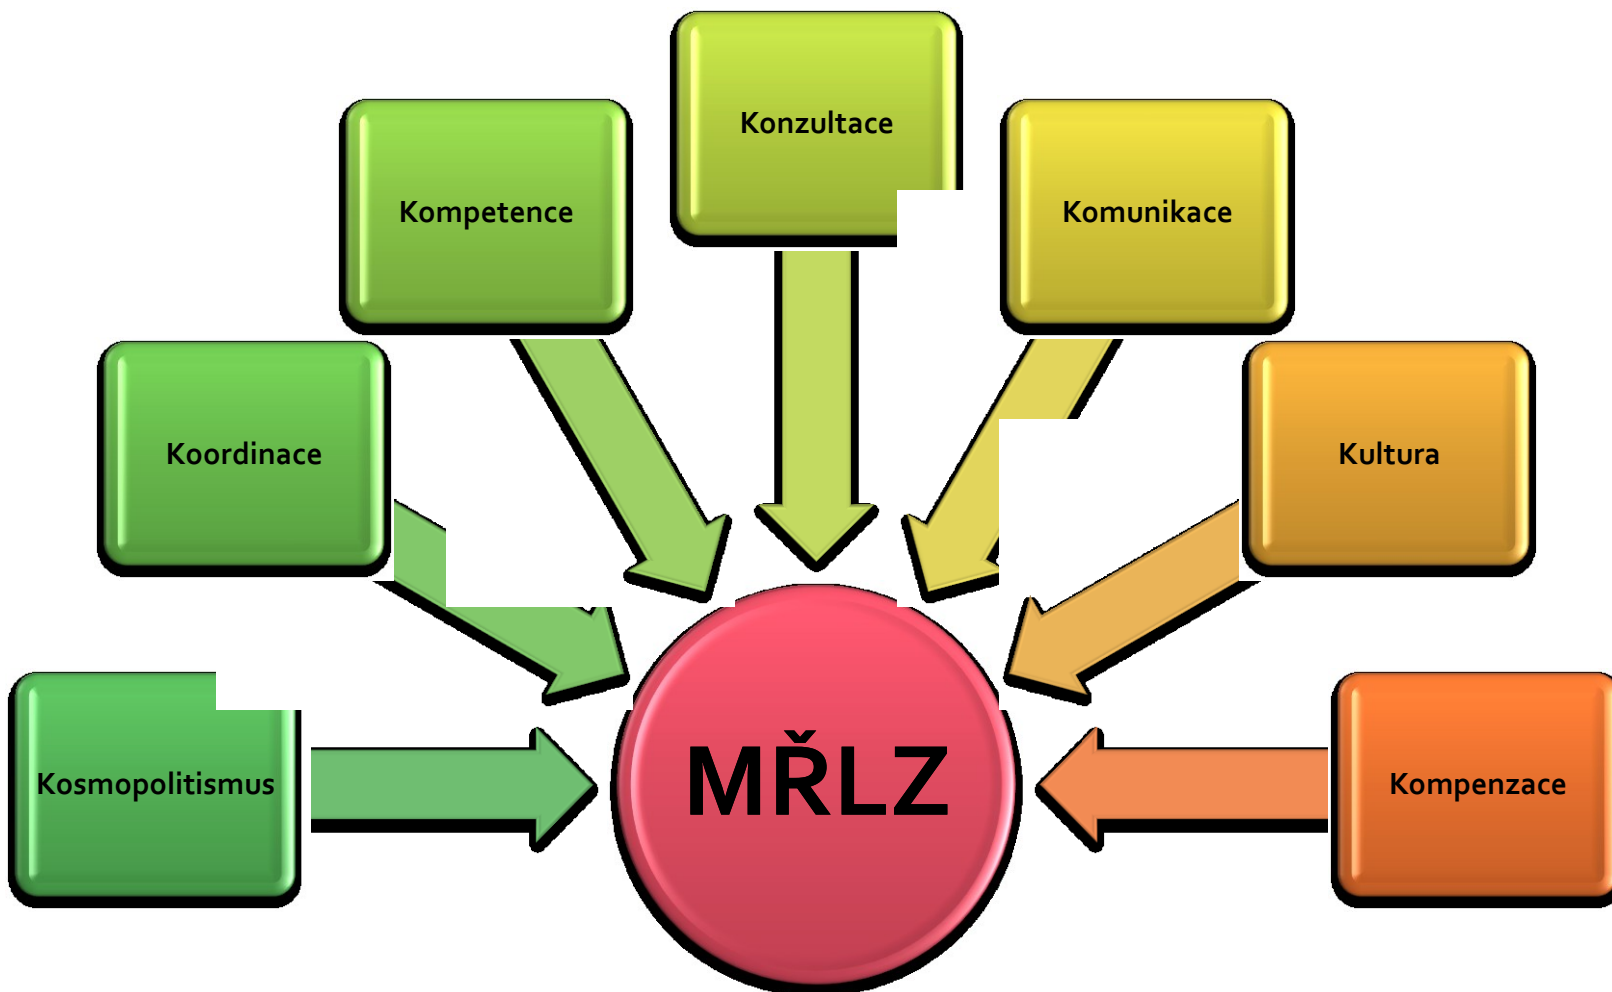 Konzultace
Kompetence
Komunikace
Koordinace
Kultura
Kosmopolitismus
MŘLZ
Kompenzace